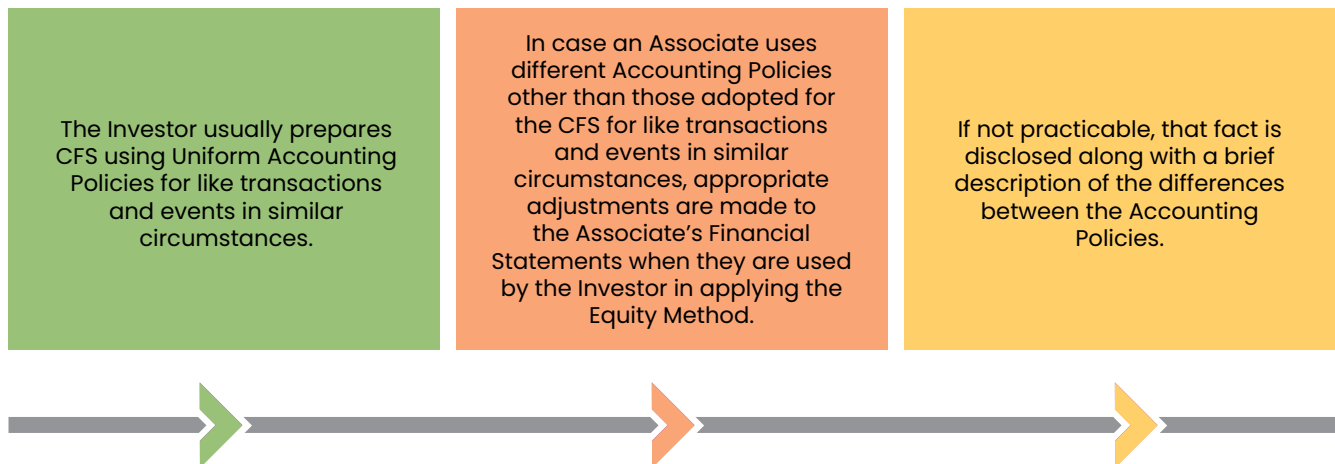 The Investor usually prepares
CFS using Uniform Accounting
Policies for like transactions
and events in similar
circumstances.
In case an Associate uses
different Accounting Policies
other than those adopted for
the CFS for like transactions
and events in similar
circumstances, appropriate
adjustments are made to
the Associate’s Financial
Statements when they are used
by the Investor in applying the
Equity Method.
If not practicable, that fact is
disclosed along with a brief
description of the differences
between the Accounting
Policies.